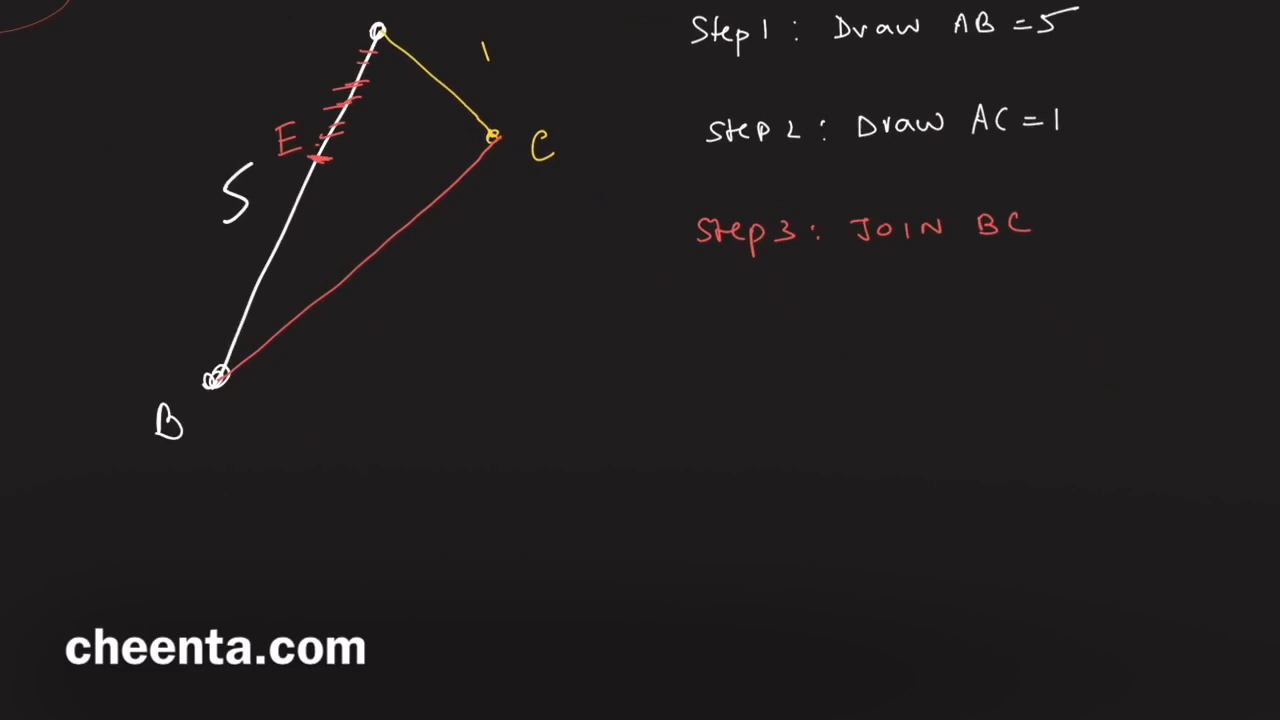 Step 1 : Draw AB = 5
1
Step 2 : Draw AC = 1
E
C
5
Step 3 : JOIN BC
B
cheenta.com